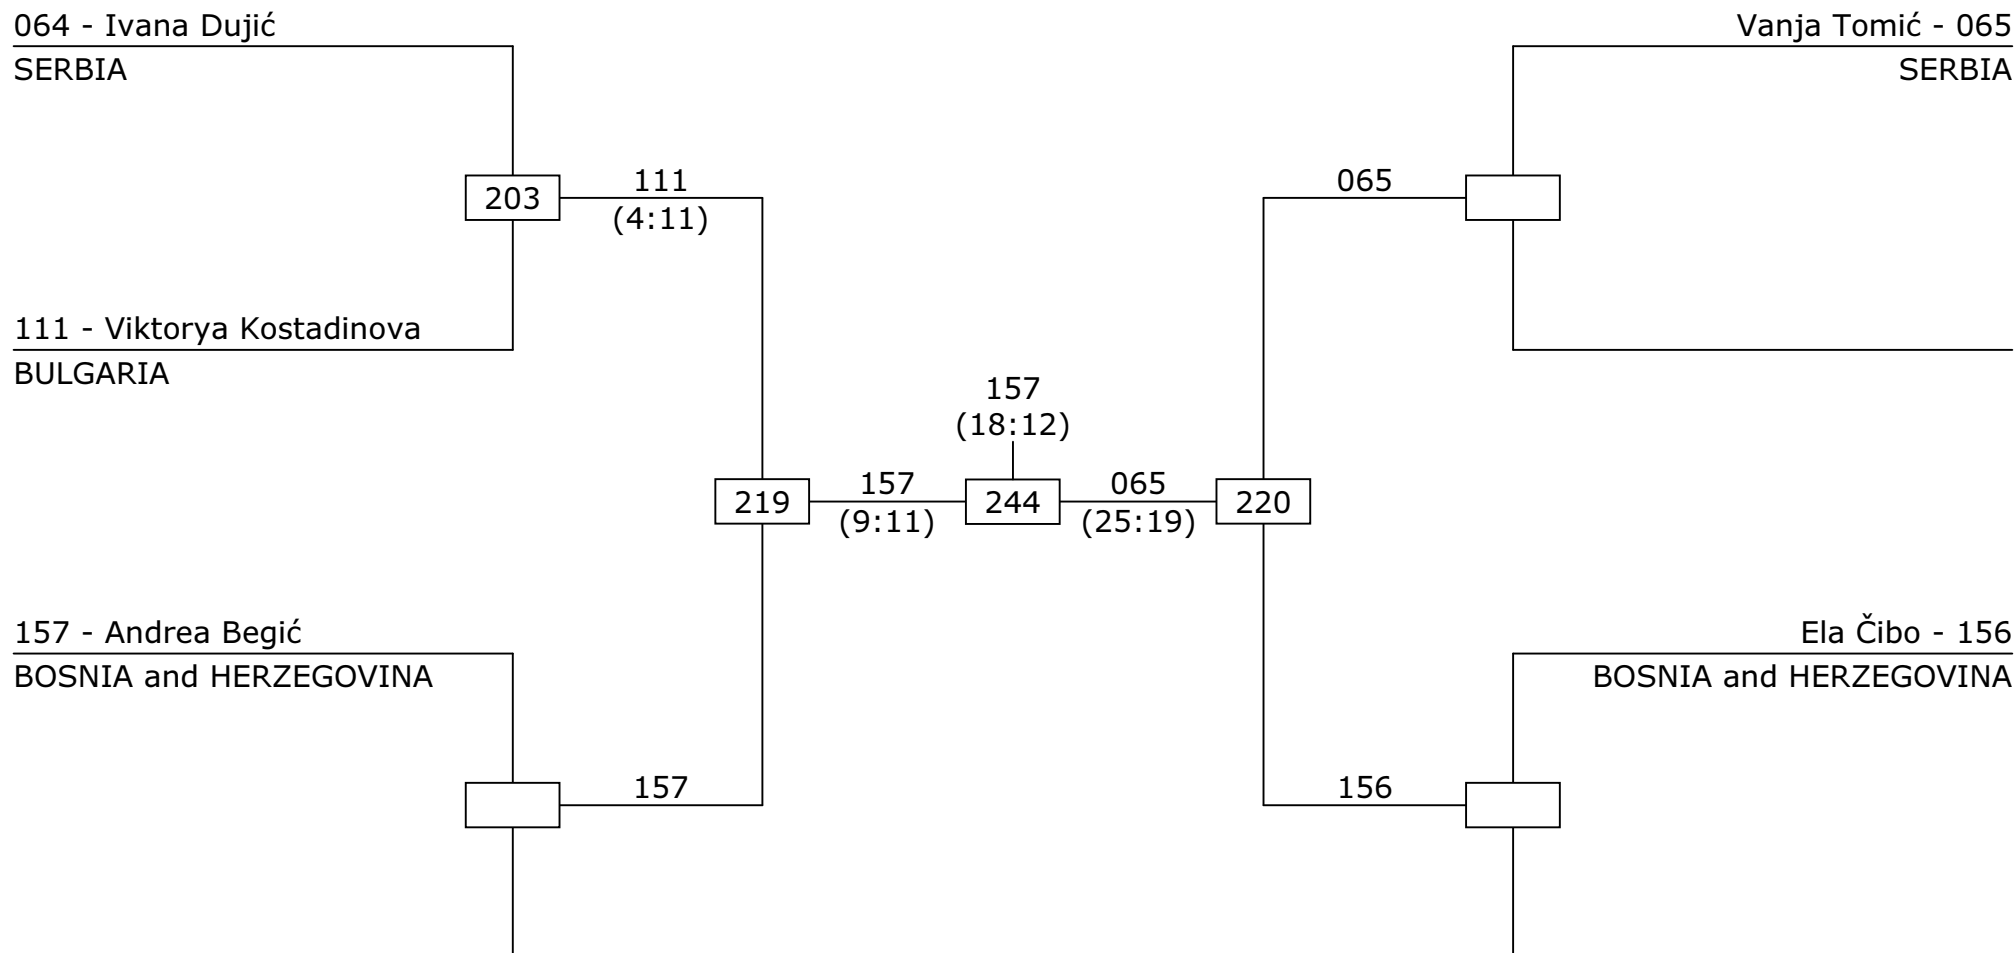 064 - Ivana Dujić
SERBIA
Vanja Tomić - 065
SERBIA
203
111
(4:11)
065
111 - Viktorya Kostadinova
BULGARIA
157
(18:12)
219
157
(9:11)
244
065
(25:19)
220
157 - Andrea Begić
BOSNIA and HERZEGOVINA
Ela Čibo - 156
BOSNIA and HERZEGOVINA
157
156